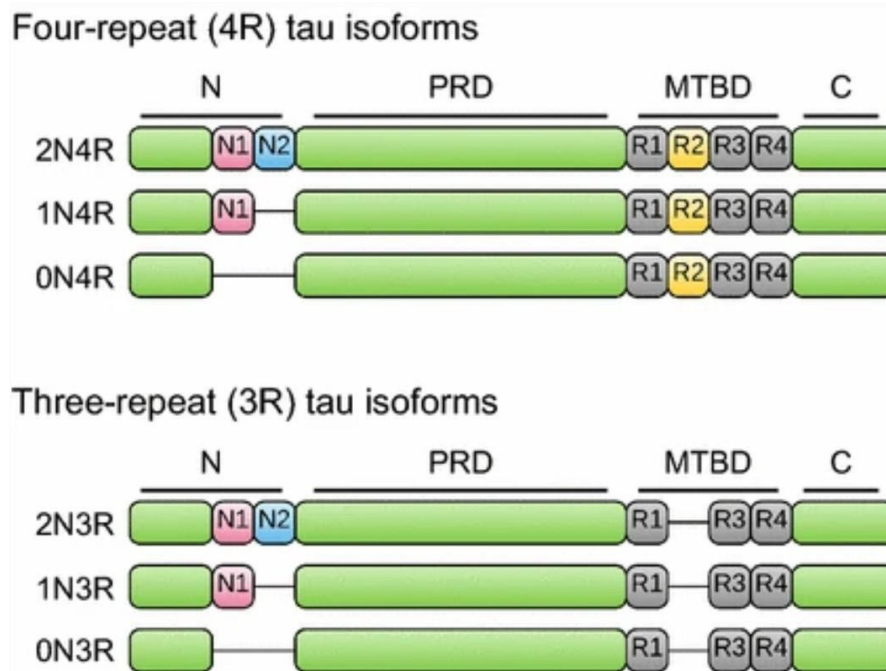 Four-repeat (4R) tau isoforms
N PRD MTBD C
2N4R N1 N2 R1 R2 R3 R4
1N4R N1 R1 R2 R3 R4
0N4R R1 R2 R3 R4
Three-repeat (3R) tau isoforms
N PRD MTBD C
2N3R N1 N2 R1 R3 R4
1N3R N1 R1 R3 R4
0N3R R1 R3 R4